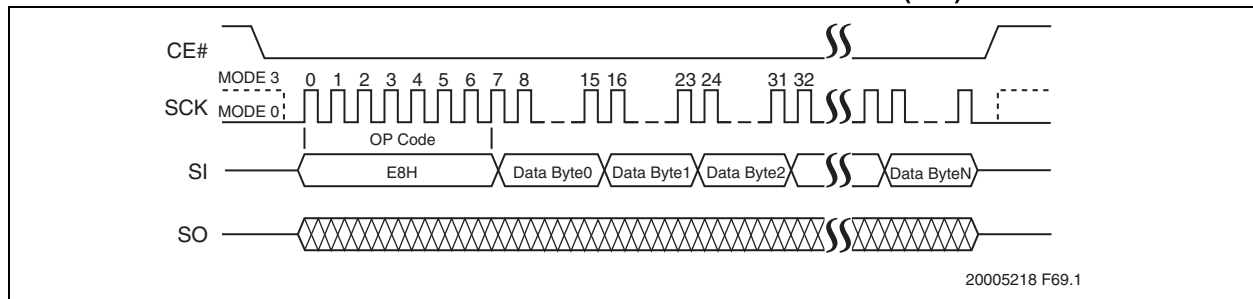 CE#
MODE 3
0 1 2 3 4 5 6 7 8 15 16 23 24 31 32
SCK
MODE 0
OP Code
SI
E8H
Data Byte0
Data Byte1
Data Byte2
Data ByteN
SO
20005218 F69.1